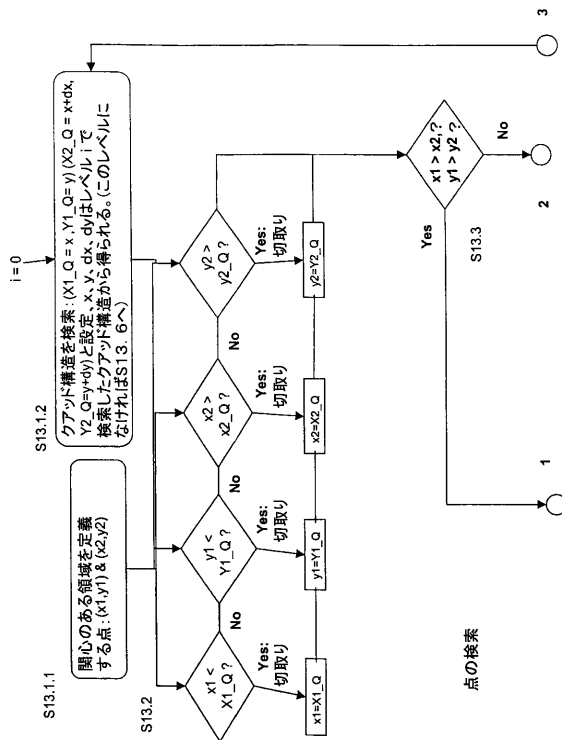 i = 0
S13.1.1
関心のある領域を定義
する点: (x1,y1) & (x2,y2)
S13.1.2
クアッド構造を検索: (X1_Q = x ,Y1_Q= y) (X2_Q = x+dx,
Y2_Q=y+dy)と設定、x、y、dx、dyはレベル i で
検索したクアッド構造から得られる。(このレベルに
なければS13. 6へ)
S13.2
x1 <
X1_Q ?
No
y1 <
Y1_Q ?
No
x2 >
x2_Q ?
No
y2 >
y2_Q ?
Yes:
切取り
Yes:
切取り
Yes:
切取り
Yes:
切取り
x1=X1_Q
y1=Y1_Q
x2=X2_Q
y2=Y2_Q
x1 > x2, ?
y1 > y2 ?
Yes
No
S13.3
点の検索
1
2
3